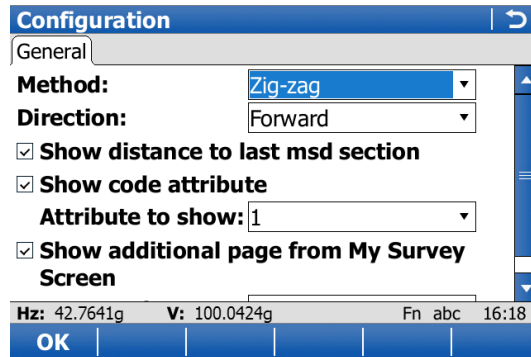 Configuration
General
Method: Zig-zag
Direction: Forward
Show distance to last msd section
Show code attribute
Attribute to show: 1
Show additional page from My Survey
Screen
Hz: 42.7641g V: 100.0424g Fn abc 16:18
OK